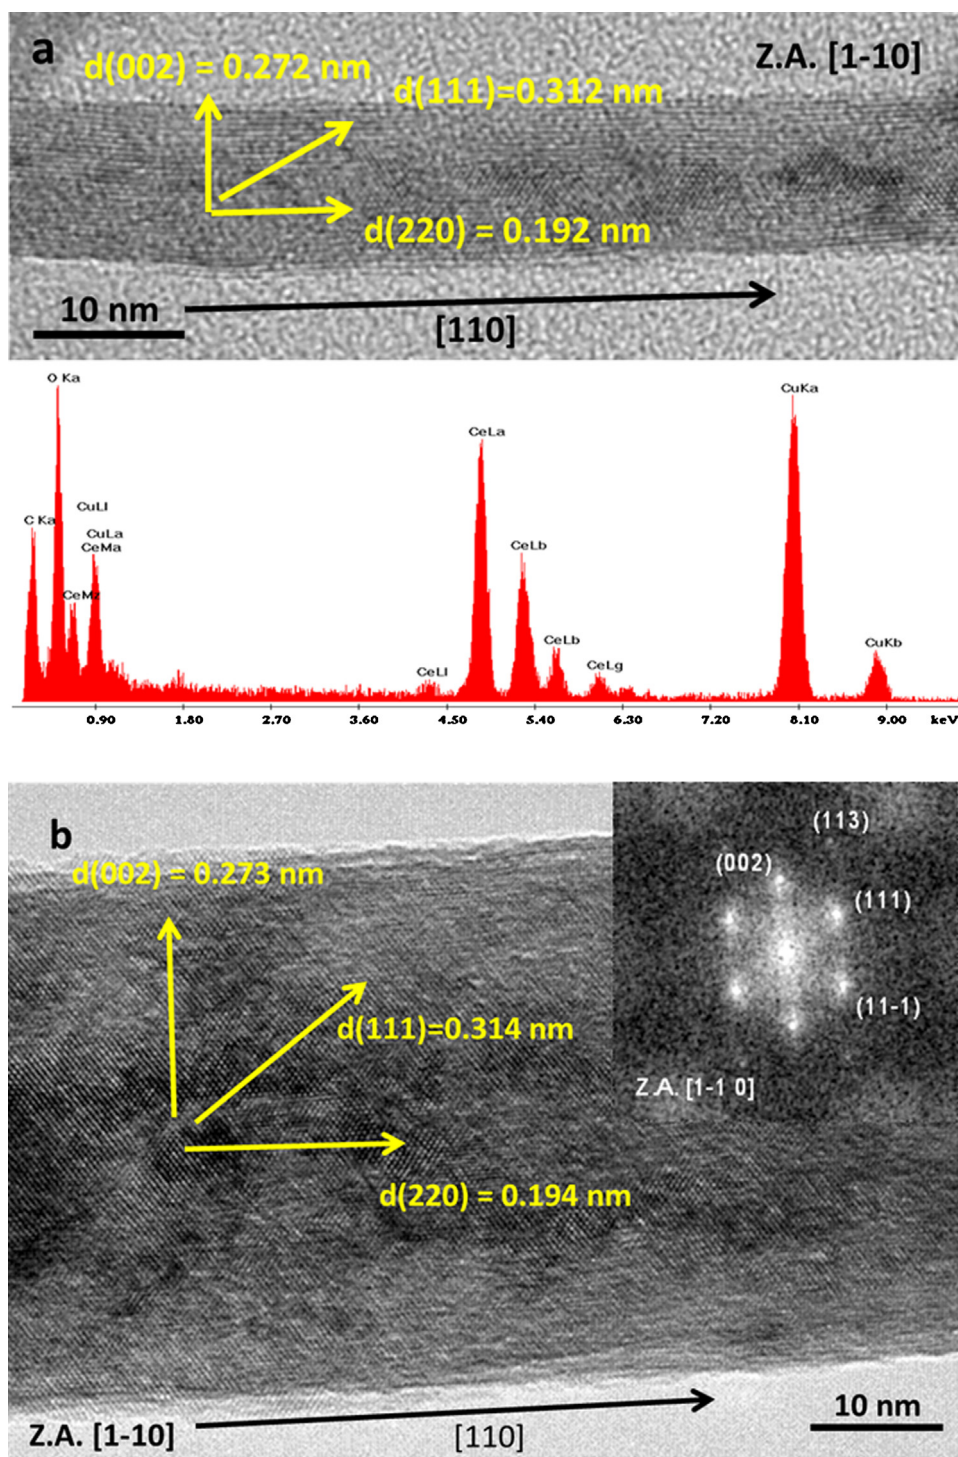 a
d(002) = 0.272 nm
Z.A. [1-10]
d(111)=0.312 nm
d(220) = 0.192 nm
10 nm
[110]
O Ka
CuKa
CeLa
CuLl
C Ka
CuLa
CeMa
CeLb
CeMz
CeLb
CuKb
CeLl
CeLg
0.90 1.80 2.70 3.60 4.50 5.40 6.30 7.20 8.10 9.00 keV
b
(113)
(002)
d(002) = 0.273 nm
(111)
(11-1)
d(111)=0.314 nm
Z.A. [1-1 0]
d(220) = 0.194 nm
10 nm
Z.A. [1-10]
[110]